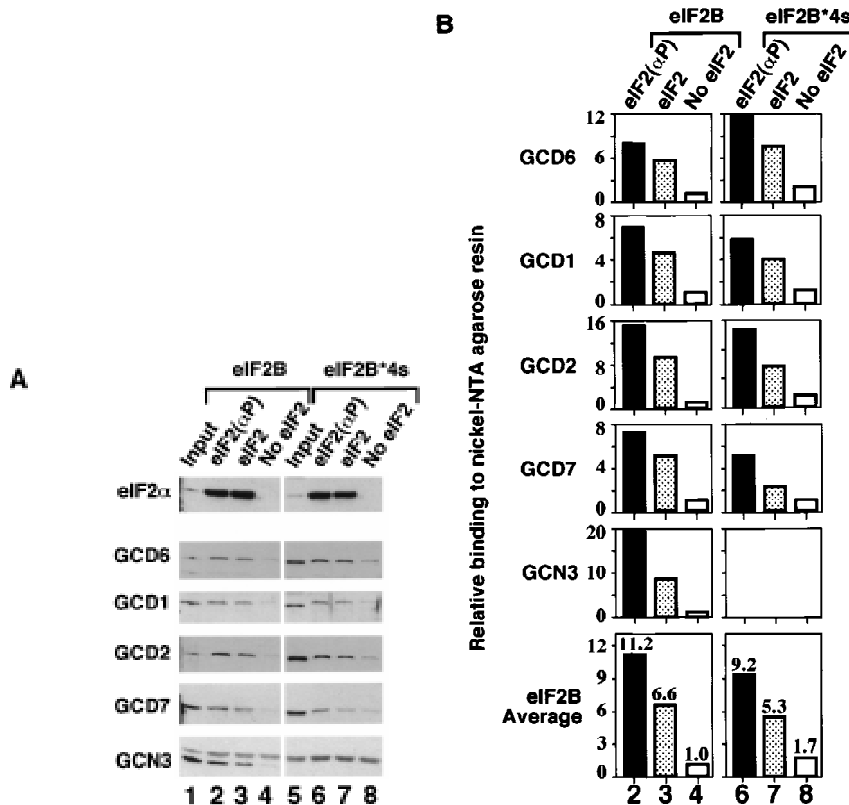 A
eIF2B
eIF2B*4s
Input
eIF2(αP)
eIF2
No eIF2
Input
eIF2(αP)
eIF2
No eIF2
eIF2α
GCD6
GCD1
GCD2
GCD7
GCN3
1 2 3 4 5 6 7 8
B
eIF2B
eIF2B*4s
eIF2(αP)
eIF2
No eIF2
eIF2(αP)
eIF2
No eIF2
Relative binding to nickel-NTA agarose resin
GCD6
12
6
0
GCD1
8
4
0
GCD2
16
8
0
GCD7
8
4
0
GCN3
20
10
0
eIF2B
Average
12
9
6
3
0
11.2
6.6
1.0
9.2
5.3
1.7
2 3 4 6 7 8